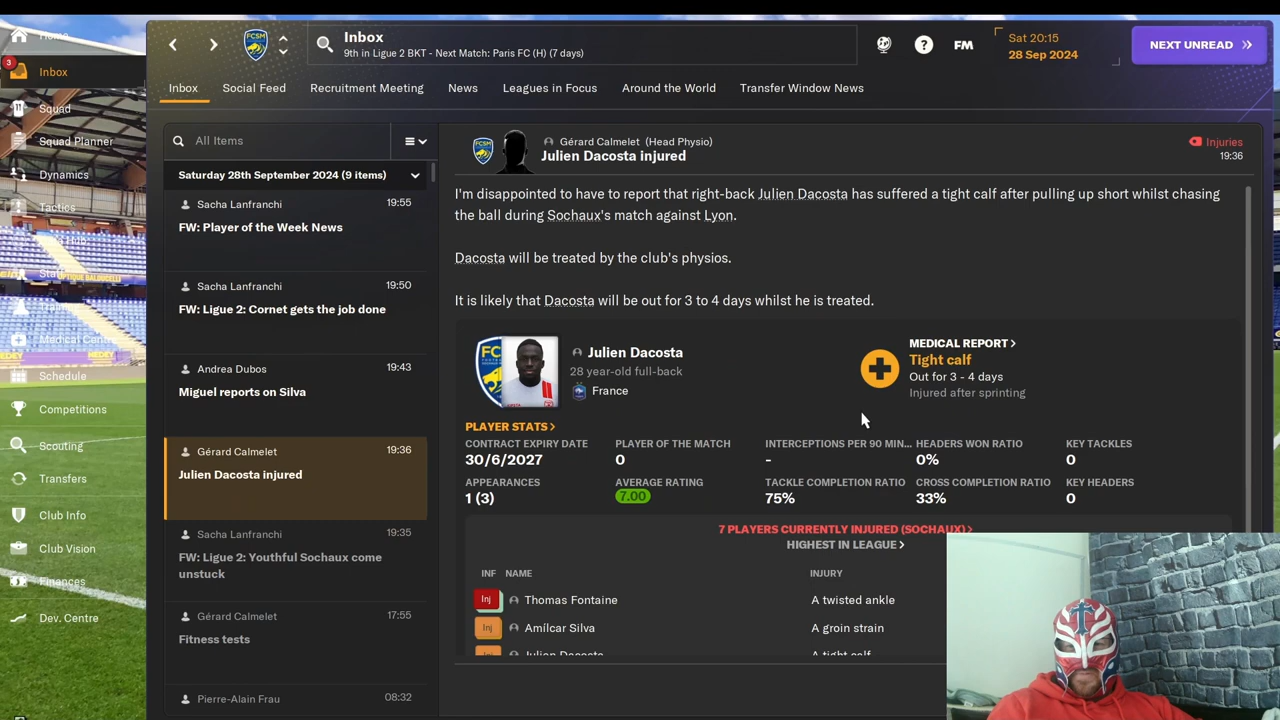 Home
Inbox
9th in Ligue 2 BKT - Next Match: Paris FC (H) (7 days)
FM
Sat 20:15
28 Sep 2024
NEXT UNREAD
3
Inbox
Squad
Squad Planner
Dynamics
Tactics
Staff
Medical Centre
Schedule
Competitions
Scouting
Transfers
Club Info
Club Vision
Finances
Dev. Centre
Inbox
Social Feed
Recruitment Meeting
News
Leagues in Focus
Around the World
Transfer Window News
All Items
Saturday 28th September 2024 (9 items)
Sacha Lanfranchi 19:55
FW: Player of the Week News
Sacha Lanfranchi 19:50
FW: Ligue 2: Cornet gets the job done
Andrea Dubos 19:43
Miguel reports on Silva
Gérard Calmelet 19:36
Julien Dacosta injured
Sacha Lanfranchi 19:35
FW: Ligue 2: Youthful Sochaux come
unstuck
Gérard Calmelet 17:55
Fitness tests
Pierre-Alain Frau 08:32
Gérard Calmelet (Head Physio)
Julien Dacosta injured
Injuries
19:36
I'm disappointed to have to report that right-back Julien Dacosta has suffered a tight calf after pulling up short whilst chasing
the ball during Sochaux's match against Lyon.
Dacosta will be treated by the club's physios.
It is likely that Dacosta will be out for 3 to 4 days whilst he is treated.
Julien Dacosta
28 year-old full-back
France
MEDICAL REPORT
Tight calf
Out for 3 - 4 days
Injured after sprinting
PLAYER STATS
CONTRACT EXPIRY DATE
30/6/2027
PLAYER OF THE MATCH
0
INTERCEPTIONS PER 90 MIN...
-
HEADERS WON RATIO
0%
KEY TACKLES
0
APPEARANCES
1 (3)
AVERAGE RATING
7.00
TACKLE COMPLETION RATIO
75%
CROSS COMPLETION RATIO
33%
KEY HEADERS
0
7 PLAYERS CURRENTLY INJURED (SOCHAUX)
HIGHEST IN LEAGUE
INF NAME INJURY
Inj Thomas Fontaine A twisted ankle
Inj Amílcar Silva A groin strain
Inj Julien Dacosta A tight calf